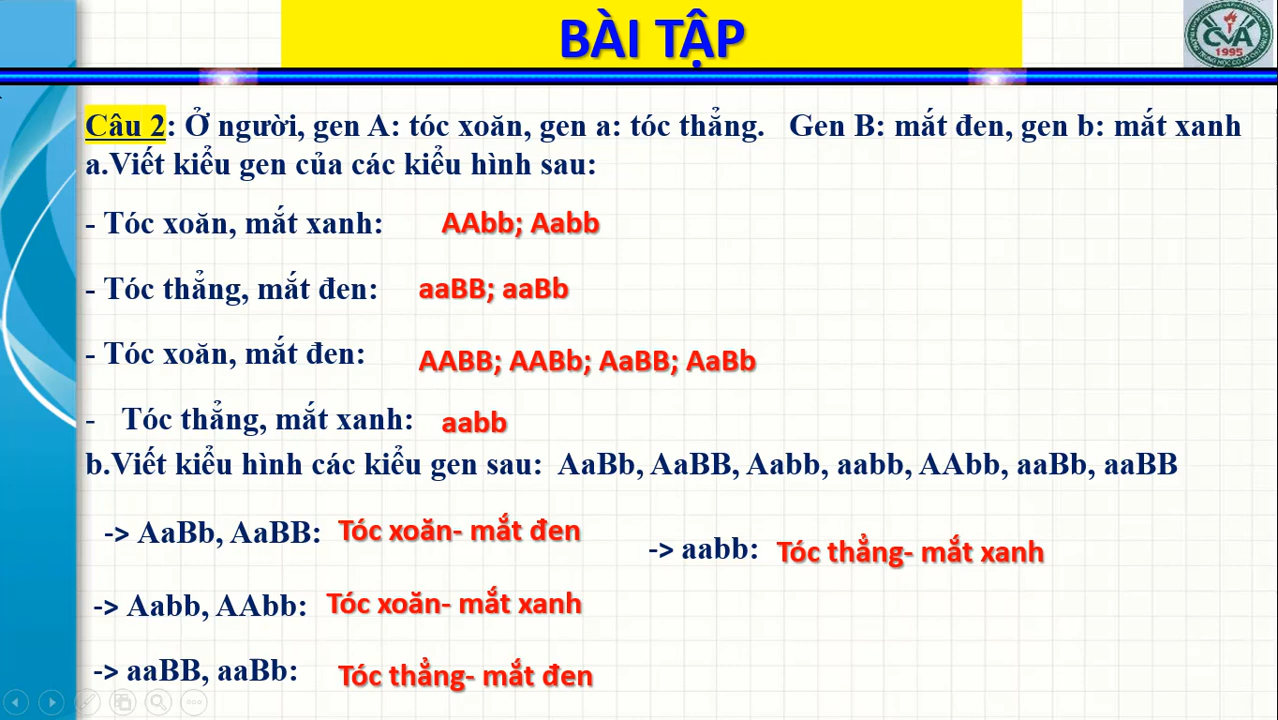 BÀI TẬP
CVA
1995
Câu 2: Ở người, gen A: tóc xoăn, gen a: tóc thẳng. Gen B: mắt đen, gen b: mắt xanh
a.Viết kiểu gen của các kiểu hình sau:
- Tóc xoăn, mắt xanh: AAbb; Aabb
- Tóc thẳng, mắt đen: aaBB; aaBb
- Tóc xoăn, mắt đen: AABB; AABb; AaBB; AaBb
- Tóc thẳng, mắt xanh: aabb
b.Viết kiểu hình các kiểu gen sau: AaBb, AaBB, Aabb, aabb, AAbb, aaBb, aaBB
-> AaBb, AaBB: Tóc xoăn- mắt đen
-> aabb: Tóc thẳng- mắt xanh
-> Aabb, AAbb: Tóc xoăn- mắt xanh
-> aaBB, aaBb: Tóc thẳng- mắt đen